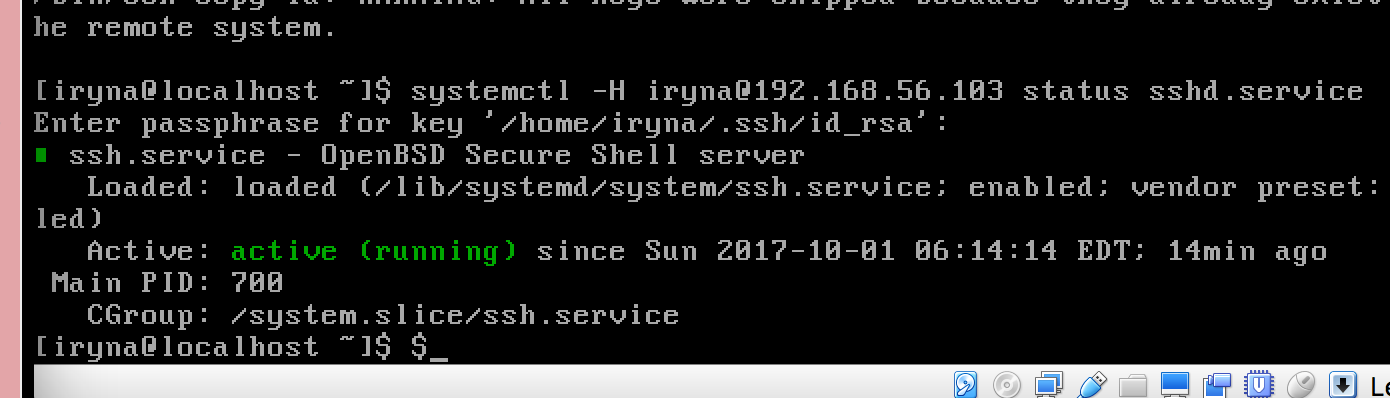 he remote system.
[iryna@localhost ~]$ systemctl -H iryna@192.168.56.103 status sshd.service
Enter passphrase for key '/home/iryna/.ssh/id_rsa':
ssh.service - OpenBSD Secure Shell server
Loaded: loaded (/lib/systemd/system/ssh.service; enabled; vendor preset:
led)
Active: active (running) since Sun 2017-10-01 06:14:14 EDT; 14min ago
Main PID: 700
CGroup: /system.slice/ssh.service
[iryna@localhost ~]$ $_
Le